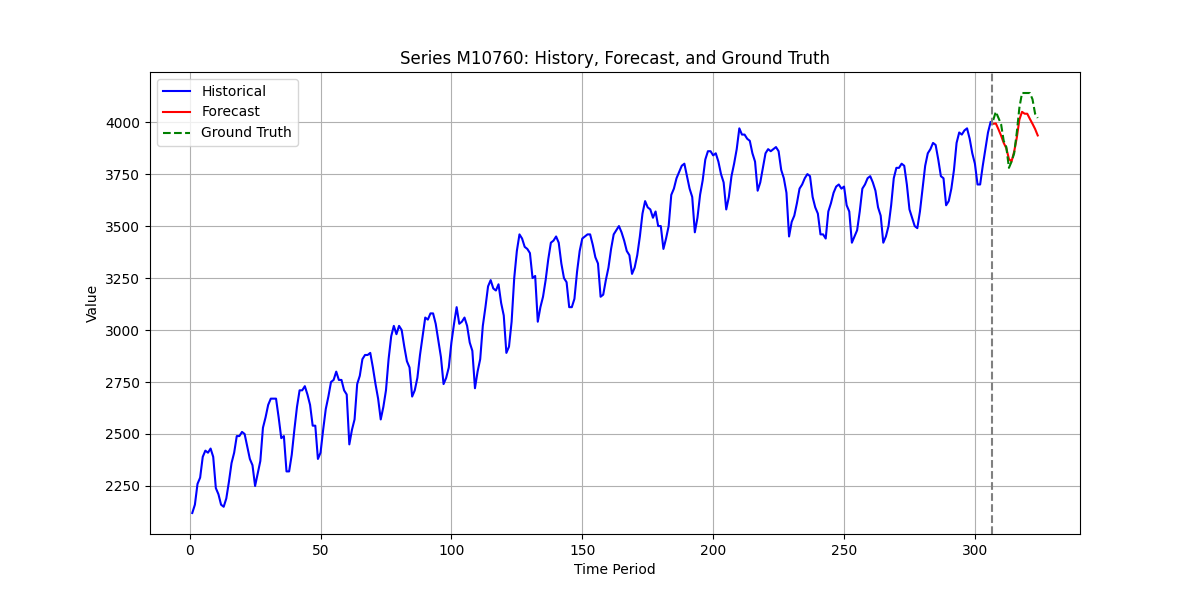 Series M10760: History, Forecast, and Ground Truth
Historical
Forecast
Ground Truth
4000
3750
3500
3250
3000
2750
2500
2250
Value
0 50 100 150 200 250 300
Time Period